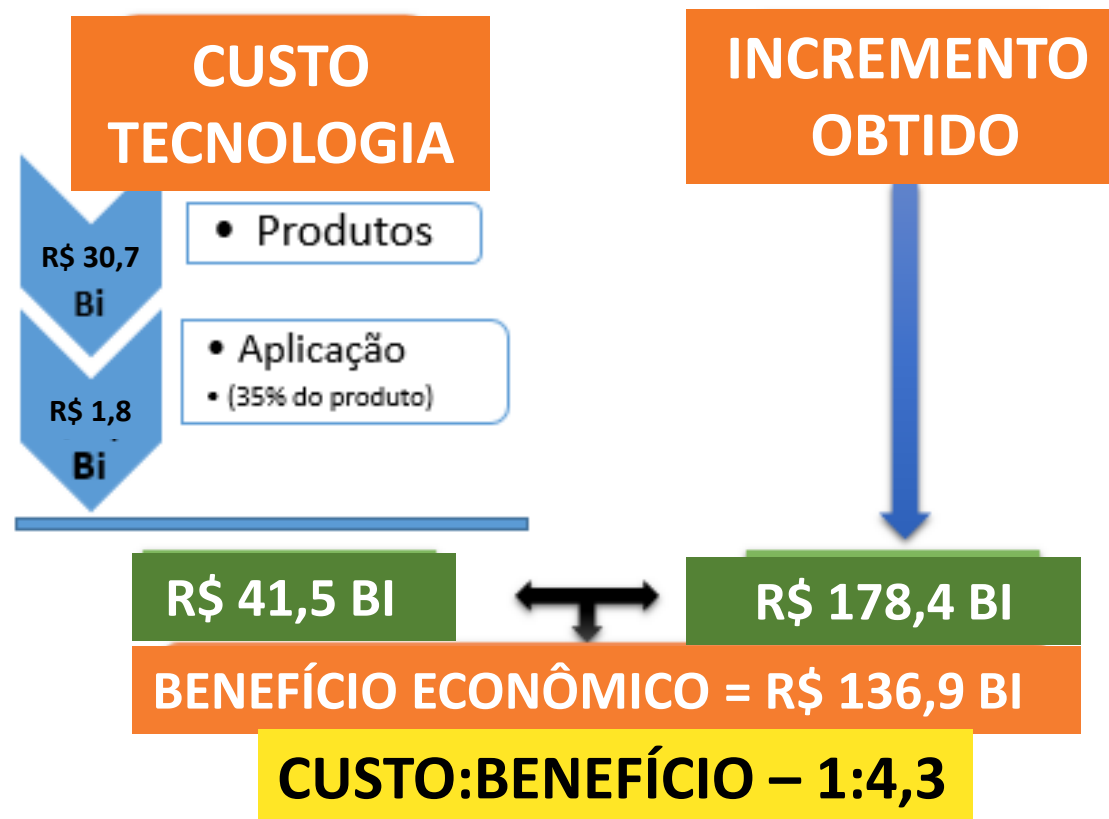 CUSTO
TECNOLOGIA
R$ 30,7
Bi
• Produtos
R$ 1,8
Bi
• Aplicação
• (35% do produto)
R$ 41,5 BI
INCREMENTO
OBTIDO
R$ 178,4 BI
BENEFÍCIO ECONÔMICO = R$ 136,9 BI
CUSTO:BENEFÍCIO – 1:4,3